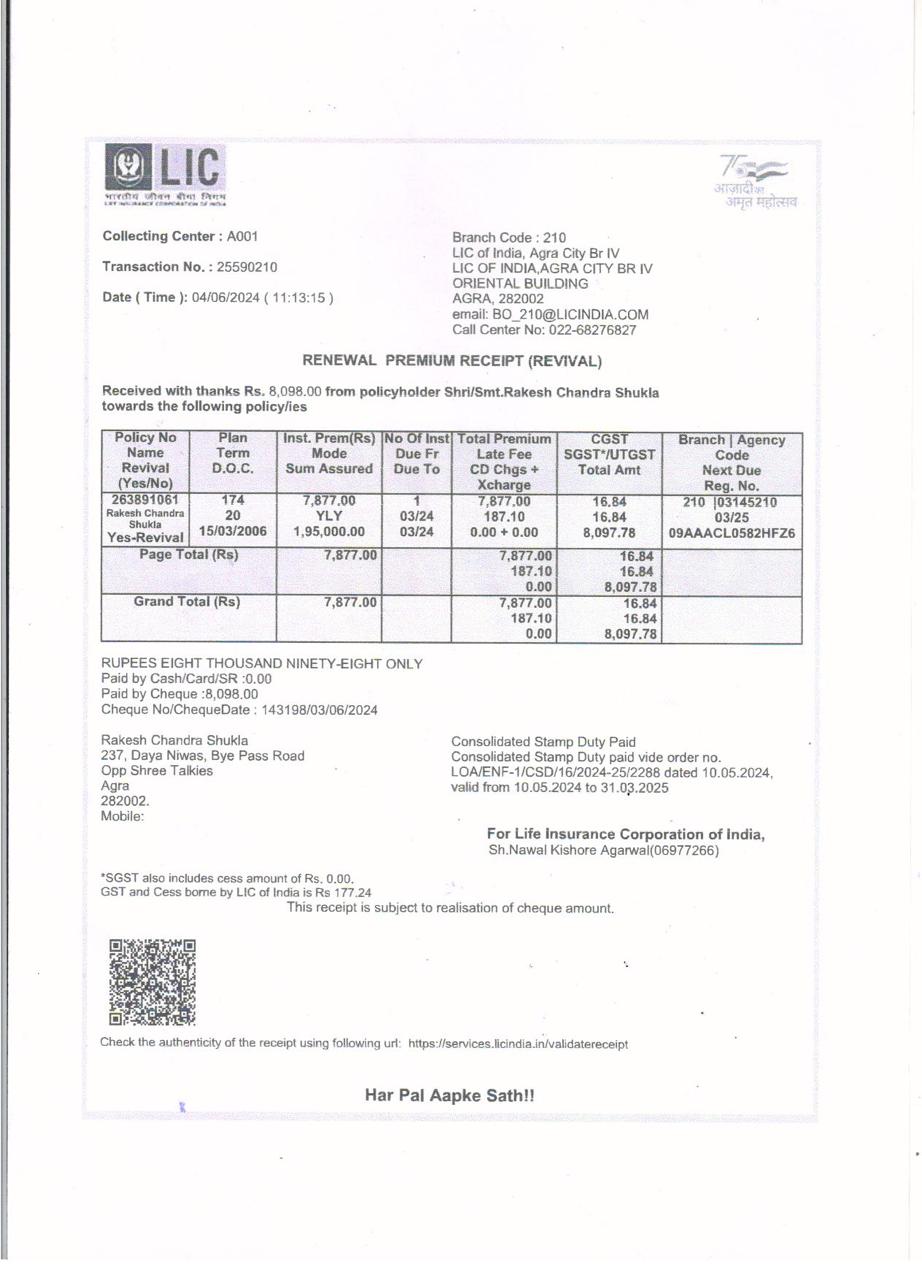 LIC
भारतीय जीवन बीमा निगम
LIFE INSURANCE CORPORATION OF INDIA
75
आज़ादी का
अमृत महोत्सव
Collecting Center : A001
Transaction No. : 25590210
Date ( Time ): 04/06/2024 ( 11:13:15 )
Branch Code : 210
LIC of India, Agra City Br IV
LIC OF INDIA,AGRA CITY BR IV
ORIENTAL BUILDING
AGRA, 282002
email: BO_210@LICINDIA.COM
Call Center No: 022-68276827
RENEWAL PREMIUM RECEIPT (REVIVAL)
Received with thanks Rs. 8,098.00 from policyholder Shri/Smt.Rakesh Chandra Shukla
towards the following policy/ies
Policy No Plan Inst. Prem(Rs) No Of Inst Total Premium CGST Branch | Agency
Name Term Mode Due Fr Late Fee SGST*/UTGST Code
Revival D.O.C. Sum Assured Due To CD Chgs + Total Amt Next Due
(Yes/No) Xcharge Reg. No.
263891061 174 7,877.00 1 7,877.00 16.84 210 |03145210
Rakesh Chandra 20 YLY 03/24 187.10 16.84 03/25
Shukla
Yes-Revival 15/03/2006 1,95,000.00 03/24 0.00 + 0.00 8,097.78 09AAACL0582HFZ6
Page Total (Rs) 7,877.00 7,877.00 16.84
187.10 16.84
0.00 8,097.78
Grand Total (Rs) 7,877.00 7,877.00 16.84
187.10 16.84
0.00 8,097.78
RUPEES EIGHT THOUSAND NINETY-EIGHT ONLY
Paid by Cash/Card/SR :0.00
Paid by Cheque :8,098.00
Cheque No/ChequeDate : 143198/03/06/2024
Rakesh Chandra Shukla
237, Daya Niwas, Bye Pass Road
Opp Shree Talkies
Agra
282002.
Mobile:
Consolidated Stamp Duty Paid
Consolidated Stamp Duty paid vide order no.
LOA/ENF-1/CSD/16/2024-25/2288 dated 10.05.2024,
valid from 10.05.2024 to 31.03.2025
For Life Insurance Corporation of India,
Sh.Nawal Kishore Agarwal(06977266)
*SGST also includes cess amount of Rs. 0.00.
GST and Cess borne by LIC of India is Rs 177.24
This receipt is subject to realisation of cheque amount.
Check the authenticity of the receipt using following url: https://services.licindia.in/validatereceipt
Har Pal Aapke Sath!!